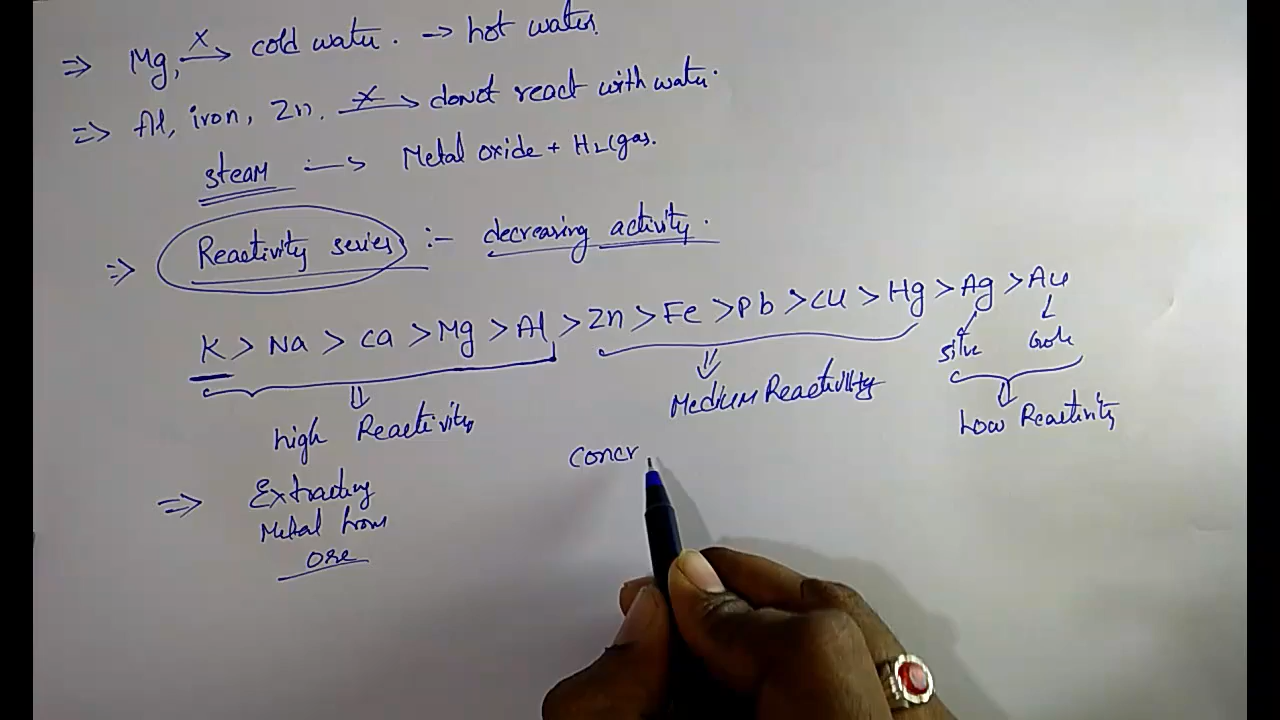 ⇒ Mg, X→ cold water. → hot water.
⇒ Al, iron, Zn. X→ donot react with water.
steam → Metal oxide + H2(gas.
⇒ Reactivity series :- decreasing activity.
K > Na > Ca > Mg > Al > Zn > Fe > Pb > Cu > Hg > Ag > Au
silve Gold
high Reactivity Medium Reactivity Low Reactivity
⇒ Extracting concr
Metal from
ore